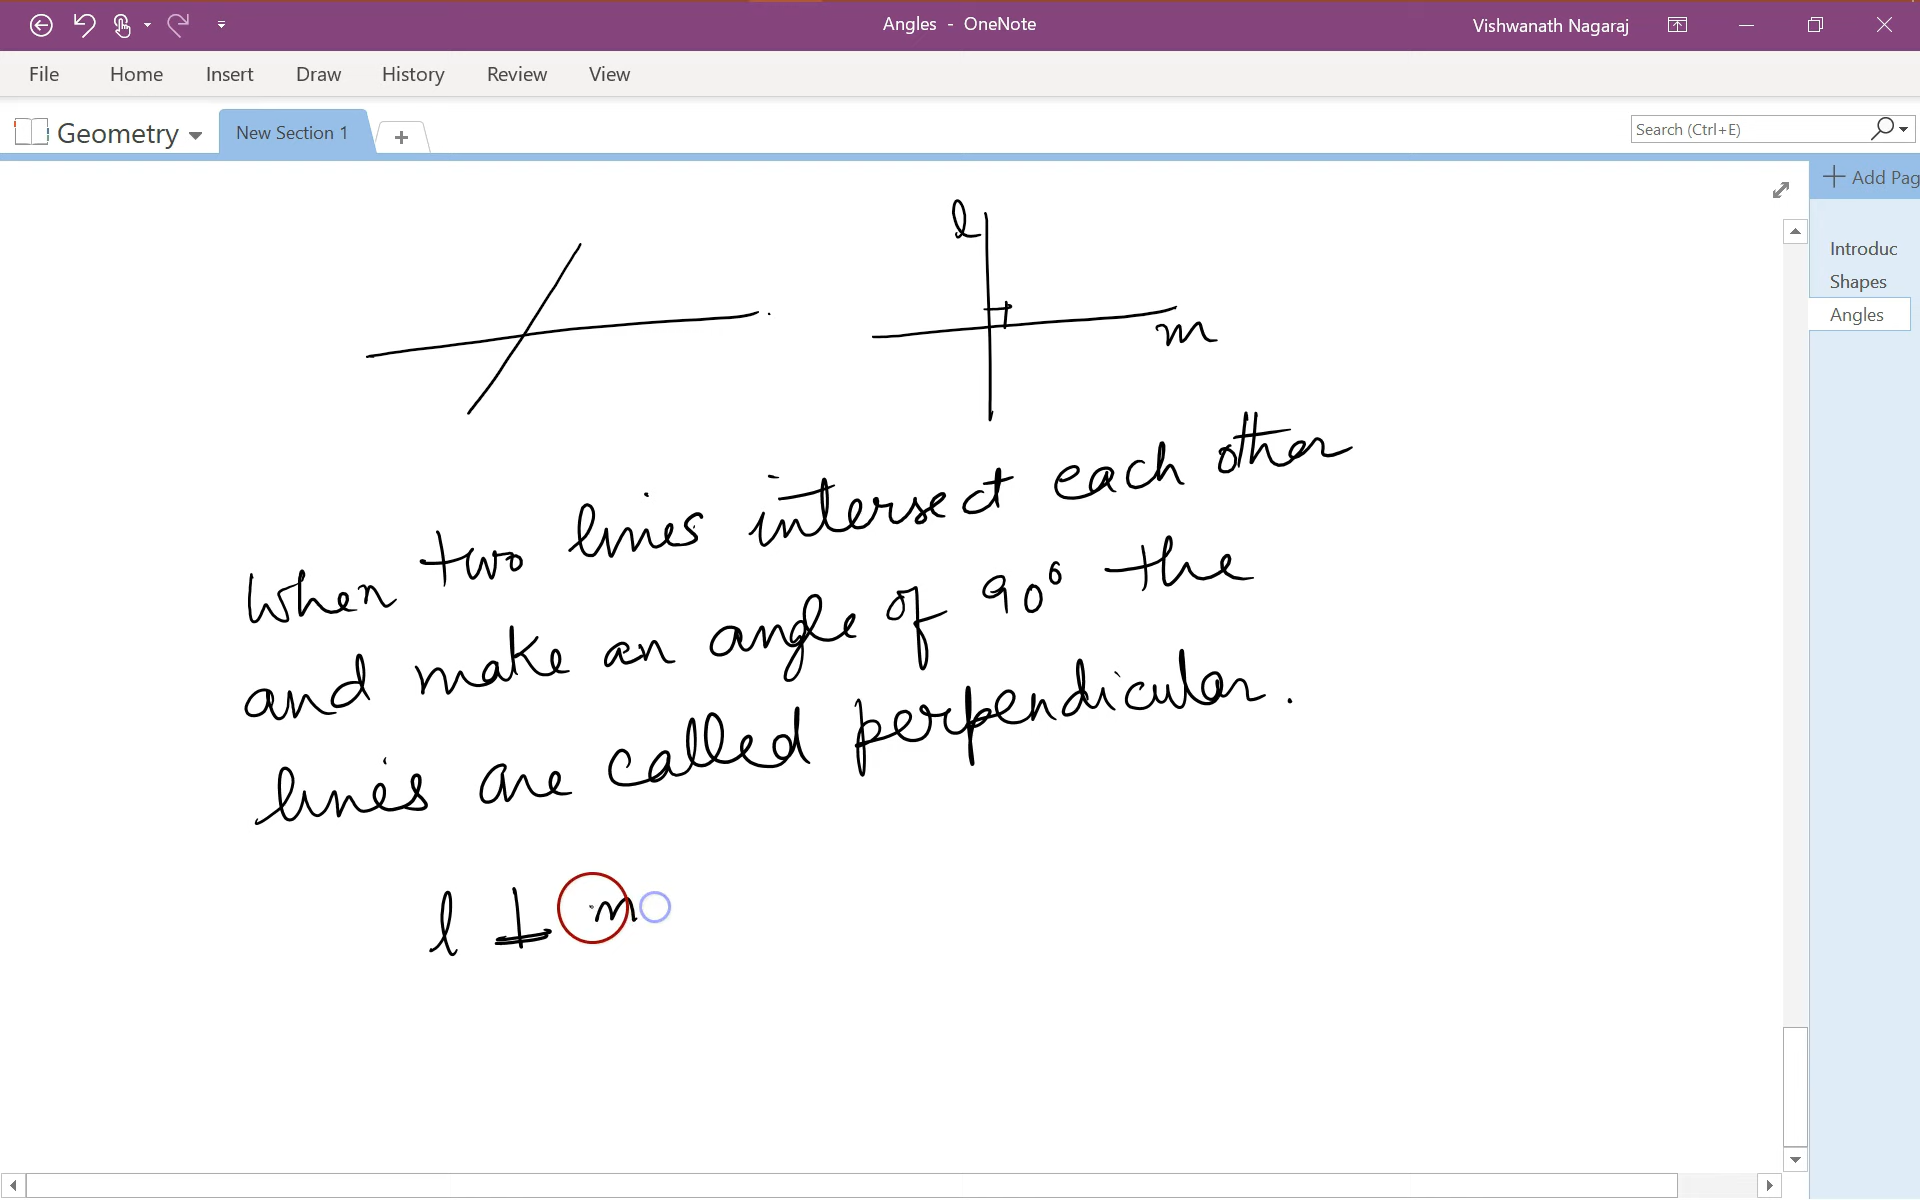 Angles - OneNote
Vishwanath Nagaraj
File Home Insert Draw History Review View
Geometry
New Section 1
+
Search (Ctrl+E)
Add Pag
Introduc
Shapes
Angles
l
m
When two lines intersect each other
and make an angle of 90° the
lines are called perpendicular.
l ⊥ m